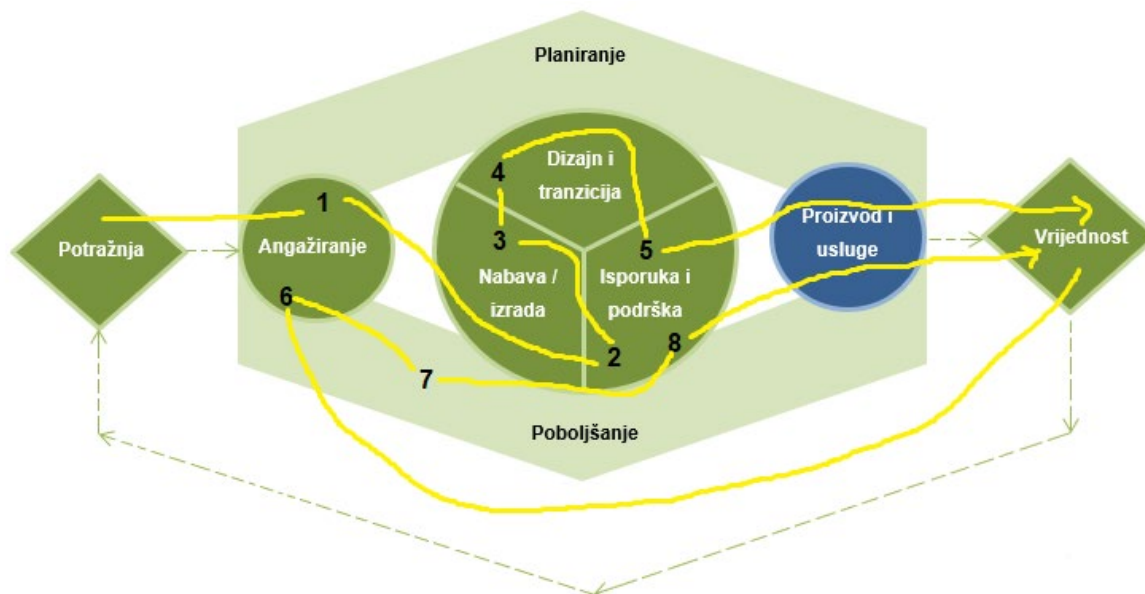 Planiranje
4
Dizajn i
tranzicija
1
Potražnja
Angažiranje
3
5
Proizvod i
usluge
Vrijednost
Nabava /
izrada
Isporuka i
podrška
6
2
8
7
Poboljšanje